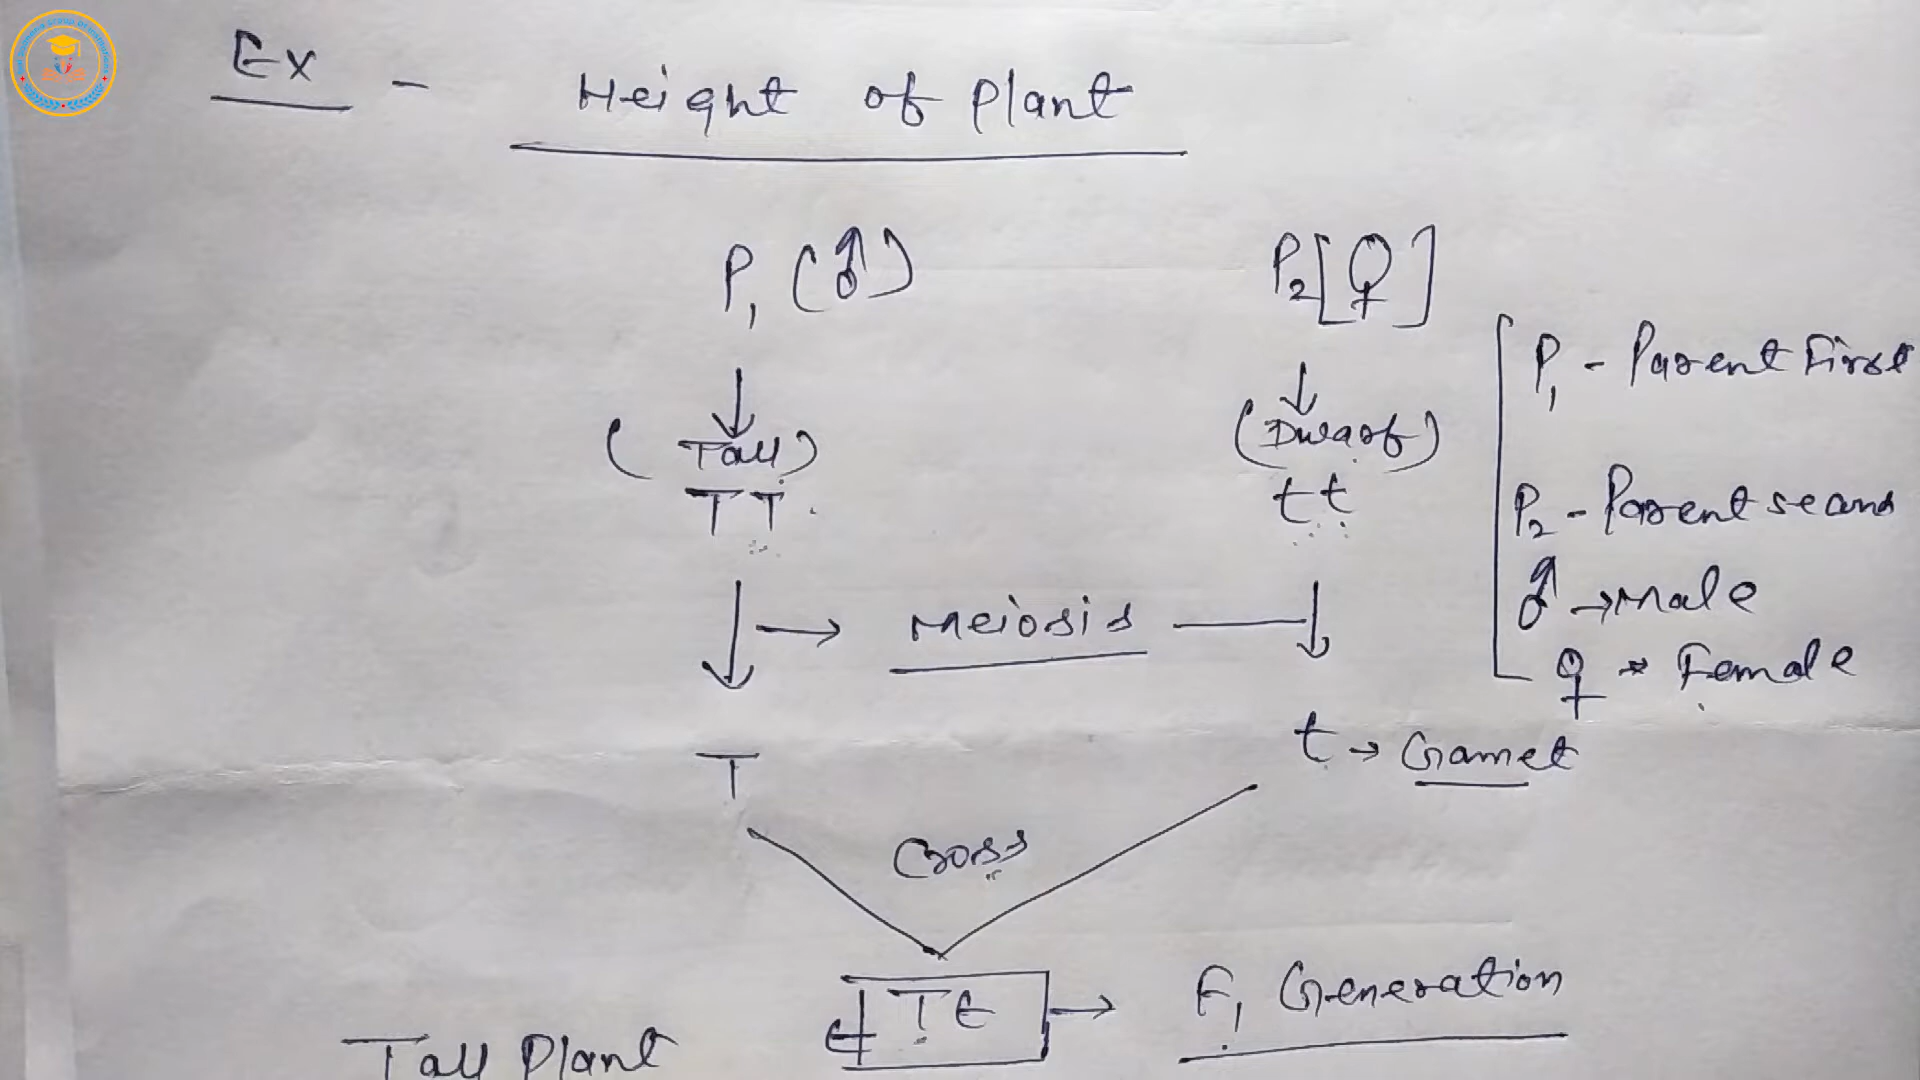 Ex - Height of Plant
P1 (♂)
P2 [♀]
(Tall)
TT
(Dwarf)
tt
P1 - Parent First
P2 - Parent secand
♂ → Male
♀ → Female
Meiosis
T
t → Gamet
Cross
Tt → F1 Generation
Tall Plant